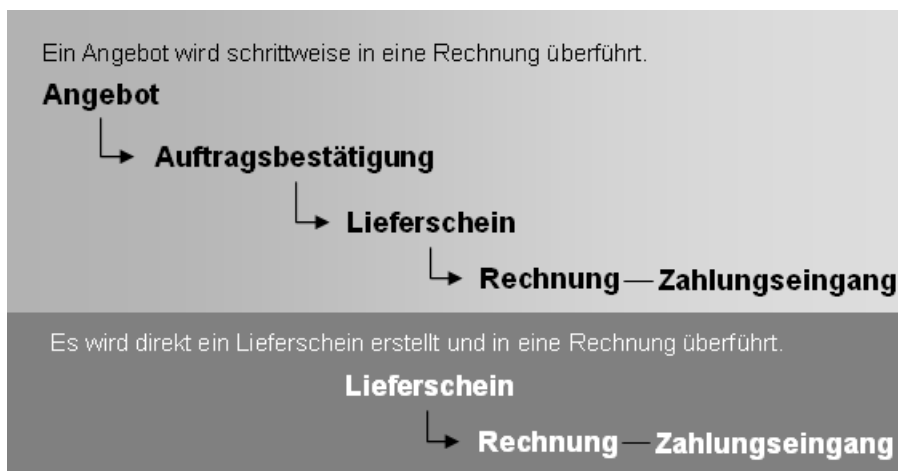 Ein Angebot wird schrittweise in eine Rechnung überführt.
Angebot
Auftragsbestätigung
Lieferschein
Rechnung — Zahlungseingang
Es wird direkt ein Lieferschein erstellt und in eine Rechnung überführt.
Lieferschein
Rechnung — Zahlungseingang